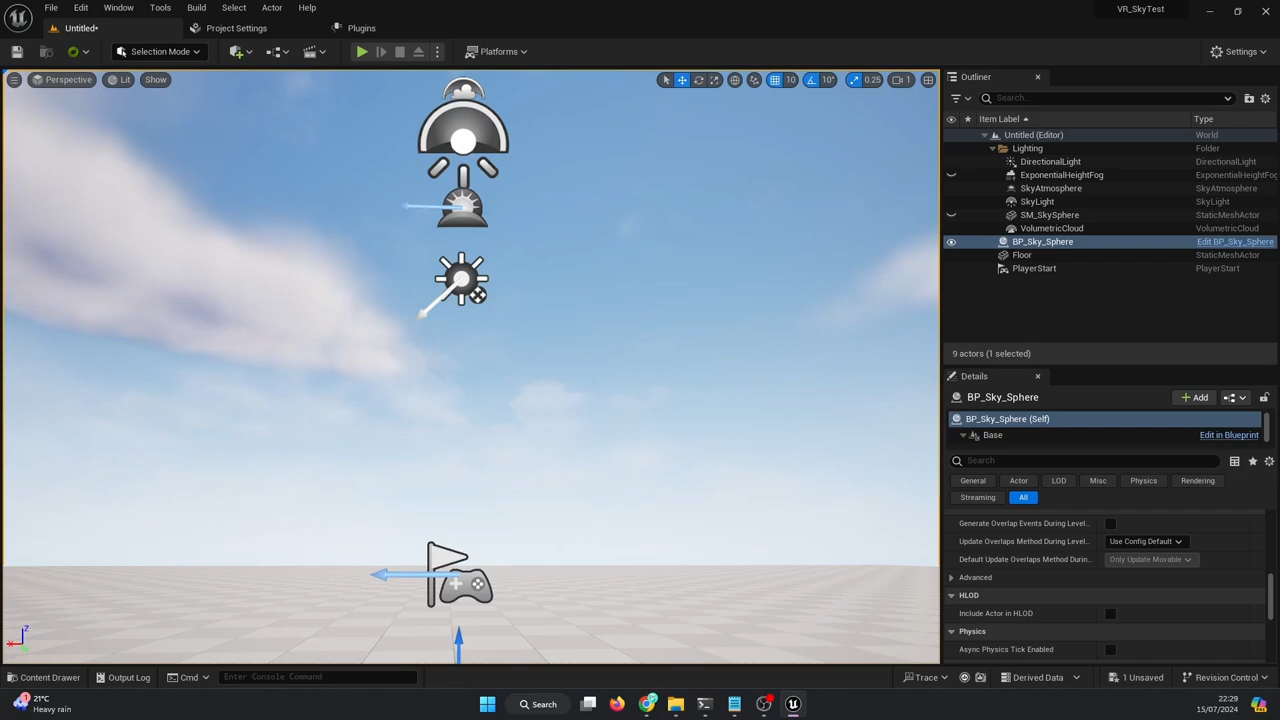 File Edit Window Tools Build Select Actor Help
VR_SkyTest
Untitled*
Project Settings
Plugins
Selection Mode
Platforms
Settings
Perspective
Lit
Show
10
10°
0.25
1
Outliner
Search...
Item Label
Type
Untitled (Editor) World
Lighting Folder
DirectionalLight DirectionalLight
ExponentialHeightFog ExponentialHeightFog
SkyAtmosphere SkyAtmosphere
SkyLight SkyLight
SM_SkySphere StaticMeshActor
VolumetricCloud VolumetricCloud
BP_Sky_Sphere Edit BP_Sky_Sphere
Floor StaticMeshActor
PlayerStart PlayerStart
9 actors (1 selected)
Details
BP_Sky_Sphere
Add
BP_Sky_Sphere (Self)
Base Edit in Blueprint
Search
General Actor LOD Misc Physics Rendering
Streaming All
Generate Overlap Events During Level...
Update Overlaps Method During Level... Use Config Default
Default Update Overlaps Method Durin... Only Update Movable
Advanced
HLOD
Include Actor in HLOD
Physics
Async Physics Tick Enabled
Z
X
Content Drawer
Output Log
Cmd
Enter Console Command
Trace
Derived Data
1 Unsaved
Revision Control
21°C
Heavy rain
Search
22:29
15/07/2024